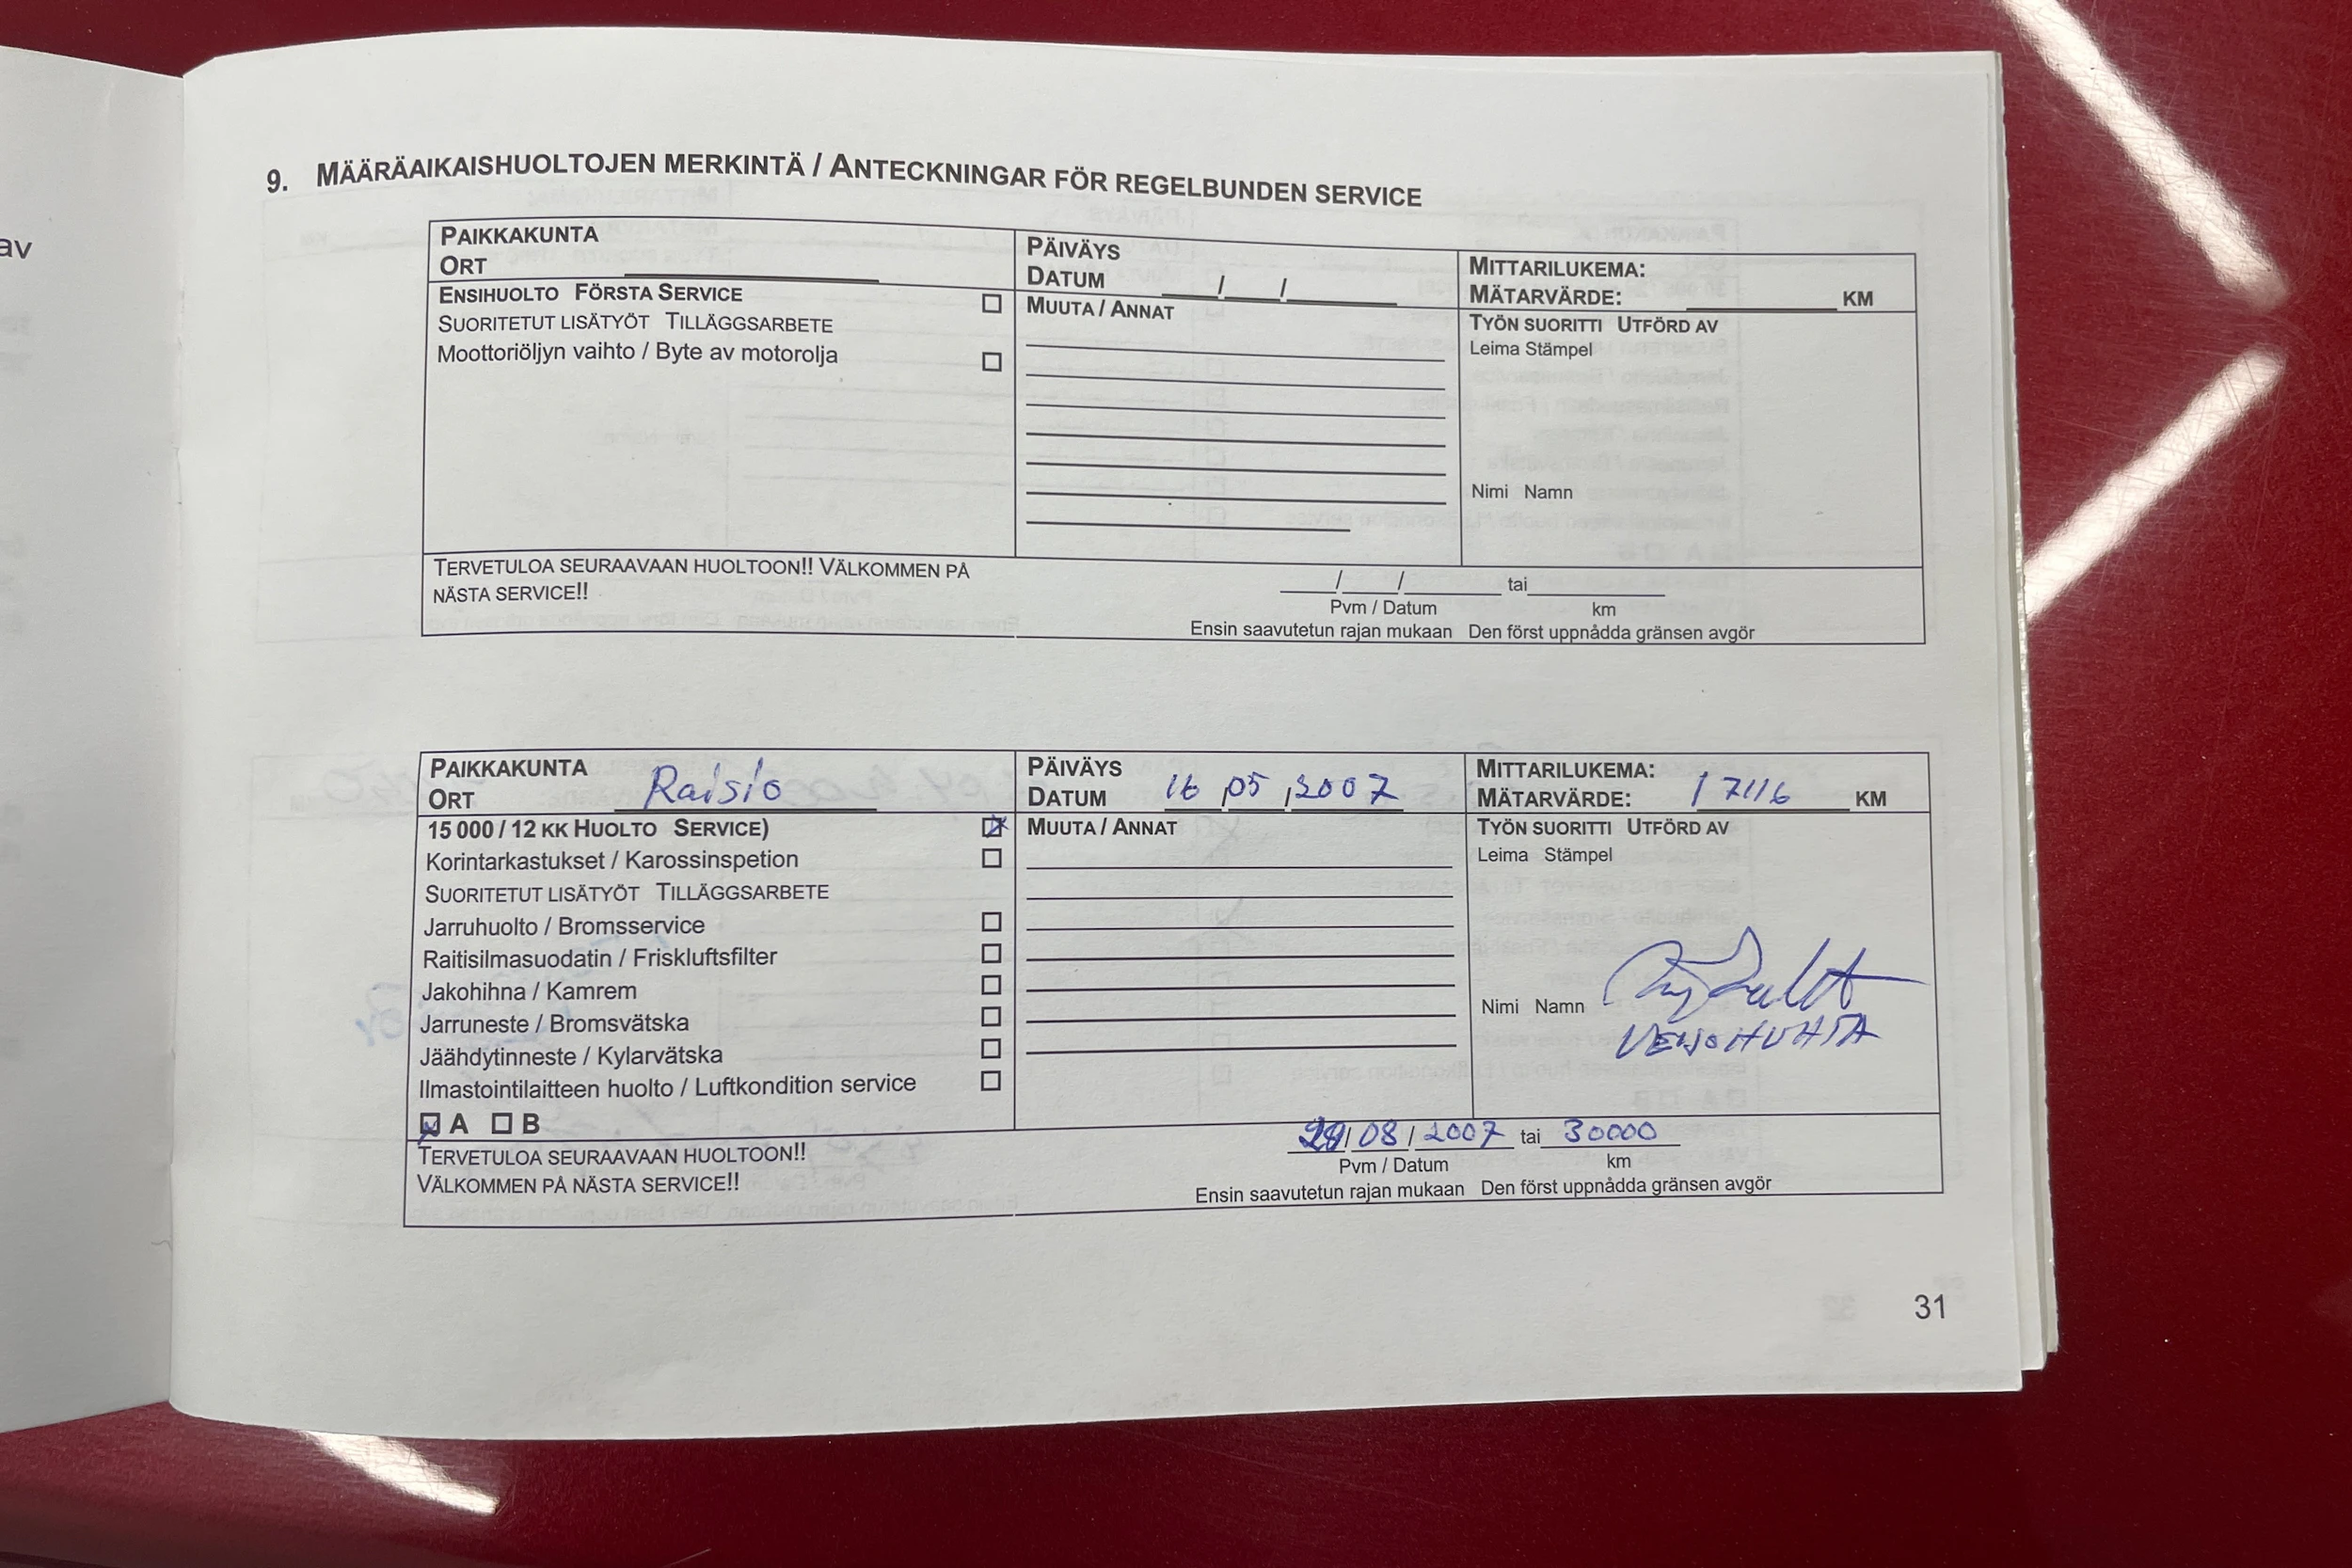 av
9. MÄÄRÄAIKAISHUOLTOJEN MERKINTÄ / ANTECKNINGAR FÖR REGELBUNDEN SERVICE
PAIKKAKUNTA
ORT
PÄIVÄYS
DATUM / /
MITTARILUKEMA:
MÄTARVÄRDE: KM
ENSIHUOLTO FÖRSTA SERVICE
SUORITETUT LISÄTYÖT TILLÄGGSARBETE
Moottoriöljyn vaihto / Byte av motorolja
MUUTA / ANNAT
TYÖN SUORITTI UTFÖRD AV
Leima Stämpel
Nimi Namn
TERVETULOA SEURAAVAAN HUOLTOON!! VÄLKOMMEN PÅ
NÄSTA SERVICE!!
/ / tai
Pvm / Datum km
Ensin saavutetun rajan mukaan Den först uppnådda gränsen avgör
PAIKKAKUNTA
ORT Raisio
PÄIVÄYS
DATUM 16 / 05 / 2007
MITTARILUKEMA:
MÄTARVÄRDE: 17116 KM
15 000 / 12 KK HUOLTO SERVICE)
Korintarkastukset / Karossinspetion
SUORITETUT LISÄTYÖT TILLÄGGSARBETE
Jarruhuolto / Bromsservice
Raitisilmasuodatin / Friskluftsfilter
Jakohihna / Kamrem
Jarruneste / Bromsvätska
Jäähdytinneste / Kylarvätska
Ilmastointilaitteen huolto / Luftkondition service
A B
MUUTA / ANNAT
TYÖN SUORITTI UTFÖRD AV
Leima Stämpel
Nimi Namn
VEIJO HUHTA
TERVETULOA SEURAAVAAN HUOLTOON!!
VÄLKOMMEN PÅ NÄSTA SERVICE!!
/ 08 / 2007 tai 30000
Pvm / Datum km
Ensin saavutetun rajan mukaan Den först uppnådda gränsen avgör
31